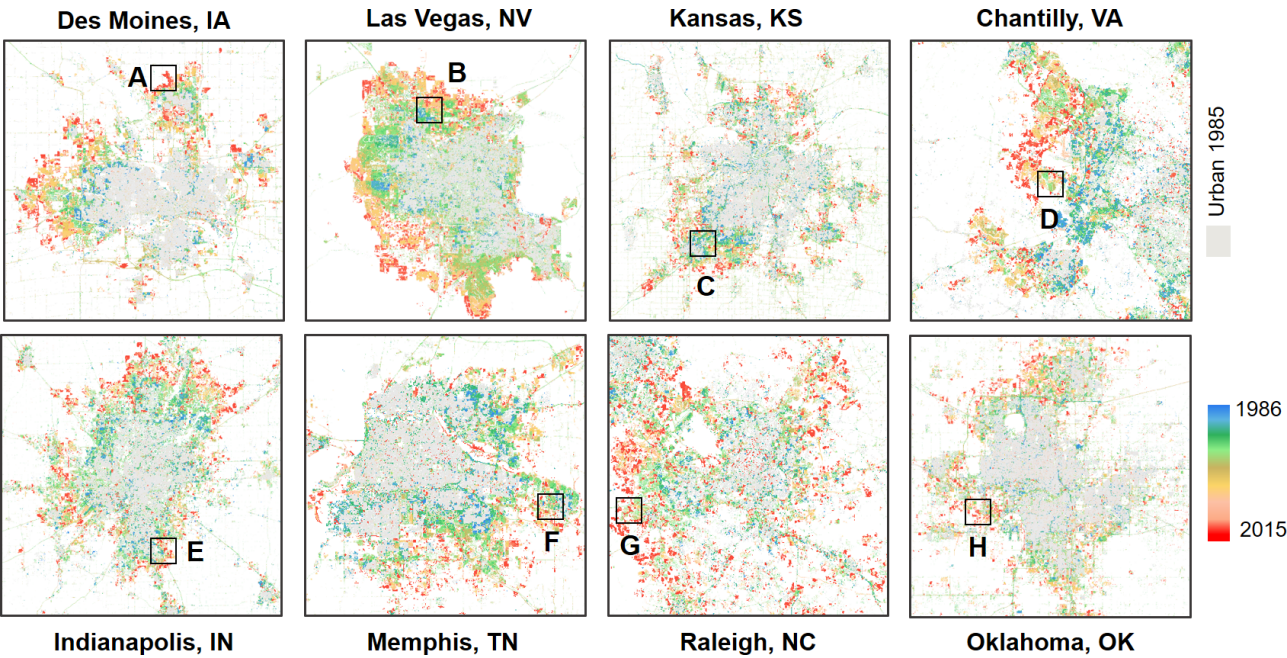 Des Moines, IA
Las Vegas, NV
Kansas, KS
Chantilly, VA
A
B
C
D
Urban 1985
1986
2015
E
F
G
H
Indianapolis, IN
Memphis, TN
Raleigh, NC
Oklahoma, OK